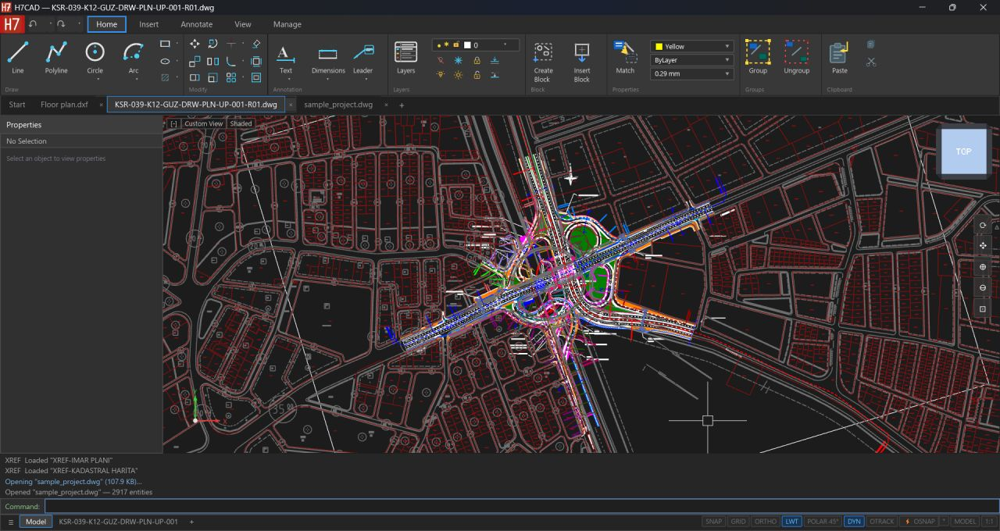 H7 H7CAD — KSR-039-K12-GUZ-DRW-PLN-UP-001-R01.dwg
H7 Home Insert Annotate View Manage
0
Yellow
ByLayer
0.29 mm
Line Polyline Circle Arc
Text Dimensions Leader
Layers
Create Block
Insert Block
Match
Group Ungroup
Paste
Draw Modify Annotation Layers Block Properties Groups Clipboard
Start Floor plan.dxf × KSR-039-K12-GUZ-DRW-PLN-UP-001-R01.dwg × sample_project.dwg × +
Properties
[-] Custom View Shaded
No Selection
Select an object to view properties
TOP
35
XREF Loaded "XREF-IMAR PLANI"
XREF Loaded "XREF-KADASTRAL HARİTA"
Opening "sample_project.dwg" (107.9 KB)...
Opened "sample_project.dwg" — 2917 entities
Command:
Model KSR-039-K12-GUZ-DRW-PLN-UP-001 +
SNAP GRID ORTHO LWT POLAR 45° DYN OTRACK OSNAP MODEL 1:1